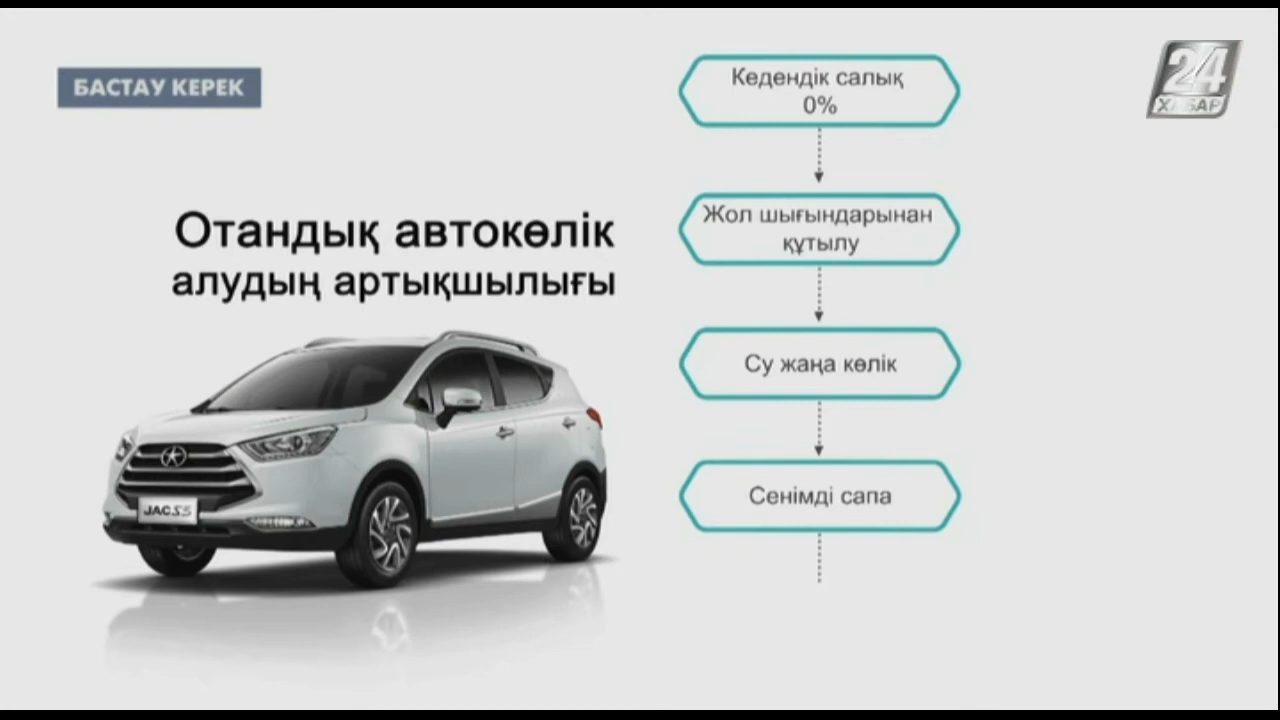 БАСТАУ КЕРЕК
24
ХАБАР
Отандық автокөлік
алудың артықшылығы
JAC S5
Кедендік салық
0%
Жол шығындарынан
құтылу
Су жаңа көлік
Сенімді сапа